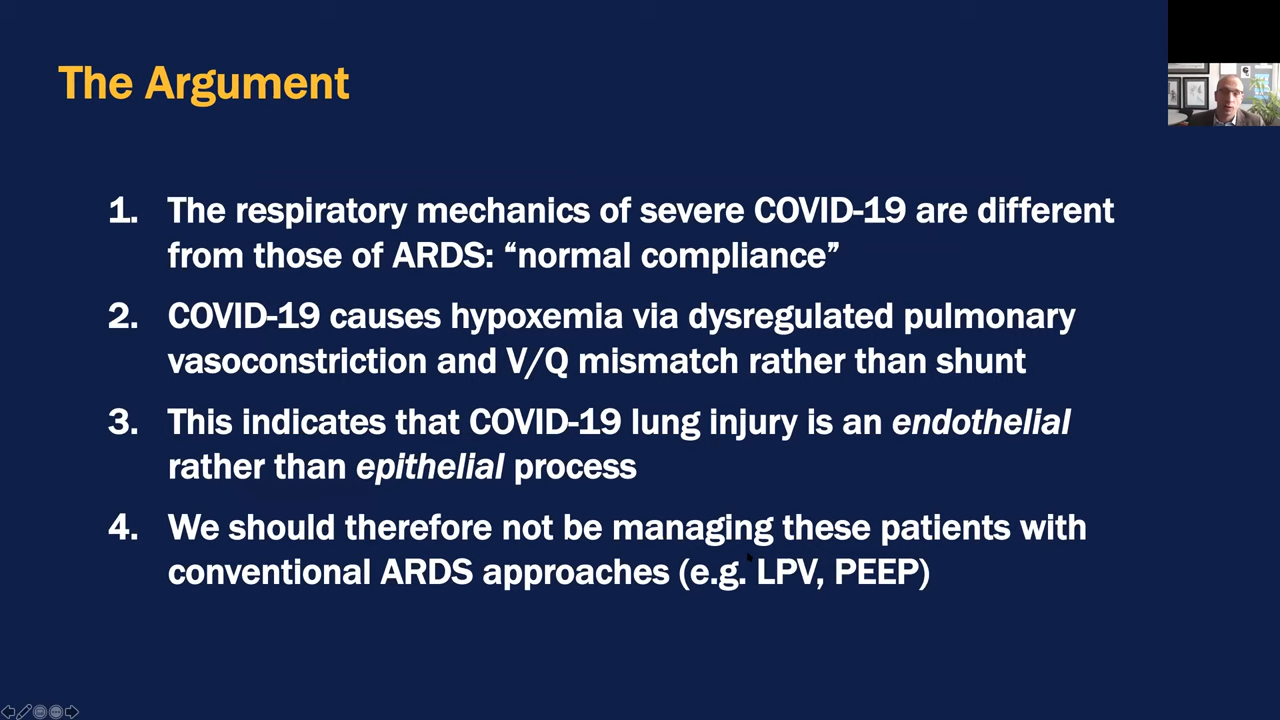 The Argument
1. The respiratory mechanics of severe COVID-19 are different
from those of ARDS: “normal compliance”
2. COVID-19 causes hypoxemia via dysregulated pulmonary
vasoconstriction and V/Q mismatch rather than shunt
3. This indicates that COVID-19 lung injury is an endothelial
rather than epithelial process
4. We should therefore not be managing these patients with
conventional ARDS approaches (e.g. LPV, PEEP)